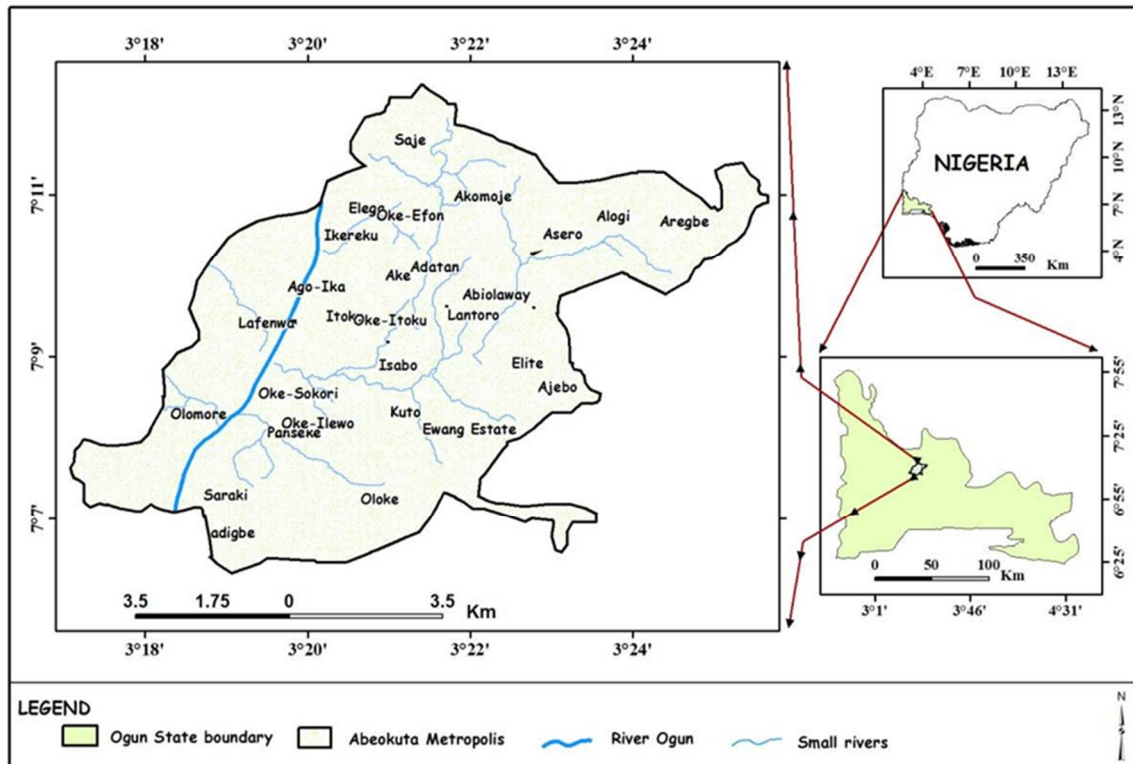 3°18' 3°20' 3°22' 3°24'
7°11'
7°9'
7°7'
Saje
Akomoje
Elega
Oke-Efon
Alogi
Aregbe
Ikereku
Asero
Adatan
Ake
Ago-Ika
Abiolaway
Itoko
Oke-Itoku
Lantoro
Lafenwa
Isabo
Elite
Ajebo
Oke-Sokori
Olomore
Kuto
Oke-Ilewo
Panseke
Ewang Estate
Saraki
Oloke
adigbe
3.5 1.75 0 3.5 Km
3°18' 3°20' 3°22' 3°24'
4°E 7°E 10°E 13°E
NIGERIA
13°N
10°N
7°N
4°N
0 350
Km
7°55'
7°25'
6°55'
6°25'
0 50 100
Km
3°1' 3°46' 4°31'
LEGEND
Ogun State boundary Abeokuta Metropolis River Ogun Small rivers
N